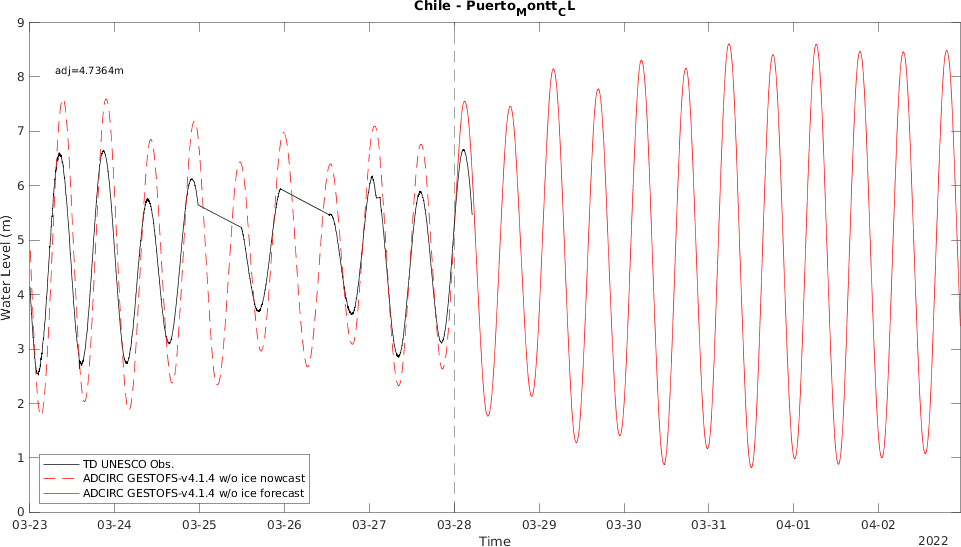 Chile - PuertoMonttCL
adj=4.7364m
Water Level (m)
9
8
7
6
5
4
3
2
1
0
TD UNESCO Obs.
ADCIRC GESTOFS-v4.1.4 w/o ice nowcast
ADCIRC GESTOFS-v4.1.4 w/o ice forecast
03-23 03-24 03-25 03-26 03-27 03-28 03-29 03-30 03-31 04-01 04-02
Time
2022